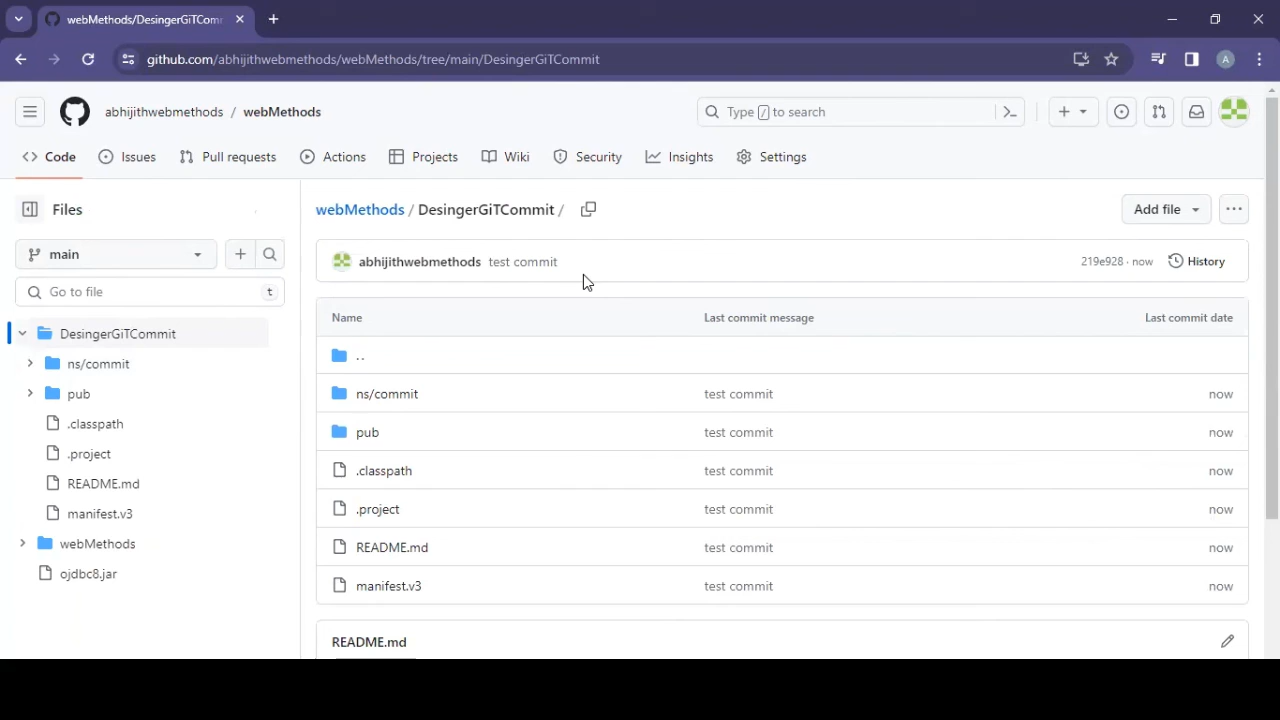 webMethods/DesingerGiTComm
github.com/abhijithwebmethods/webMethods/tree/main/DesingerGiTCommit
A
abhijithwebmethods / webMethods
Type / to search
Code Issues Pull requests Actions Projects Wiki Security Insights Settings
Files
webMethods / DesingerGiTCommit /
Add file
main
abhijithwebmethods test commit
219e928 · now
History
Go to file
t
Name Last commit message Last commit date
DesingerGiTCommit
ns/commit
pub
.classpath
.project
README.md
manifest.v3
webMethods
ojdbc8.jar
..
ns/commit test commit now
pub test commit now
.classpath test commit now
.project test commit now
README.md test commit now
manifest.v3 test commit now
README.md